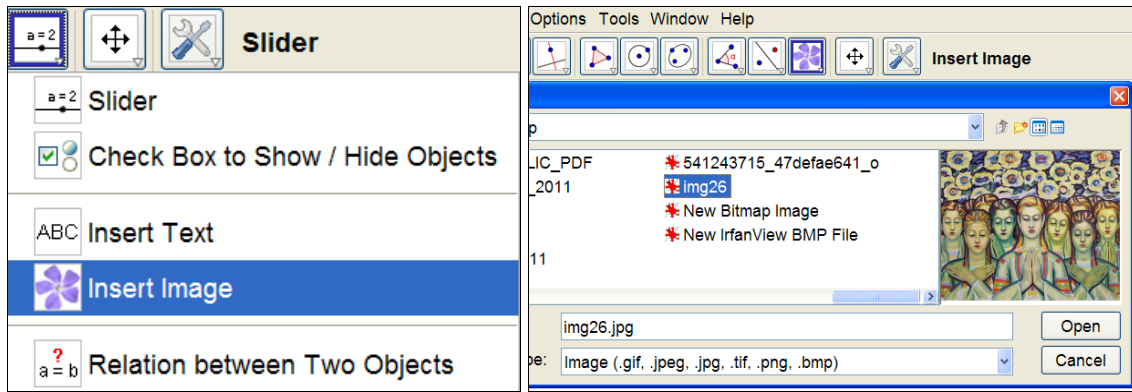 a = 2
Slider
a = 2
Slider
Check Box to Show / Hide Objects
ABC
Insert Text
Insert Image
?
a = b
Relation between Two Objects
Options Tools Window Help
α
Insert Image
p
LIC_PDF
541243715_47defae641_o
_2011
img26
New Bitmap Image
New IrfanView BMP File
11
img26.jpg
Open
pe:
Image (.gif, .jpeg, .jpg, .tif, .png, .bmp)
Cancel